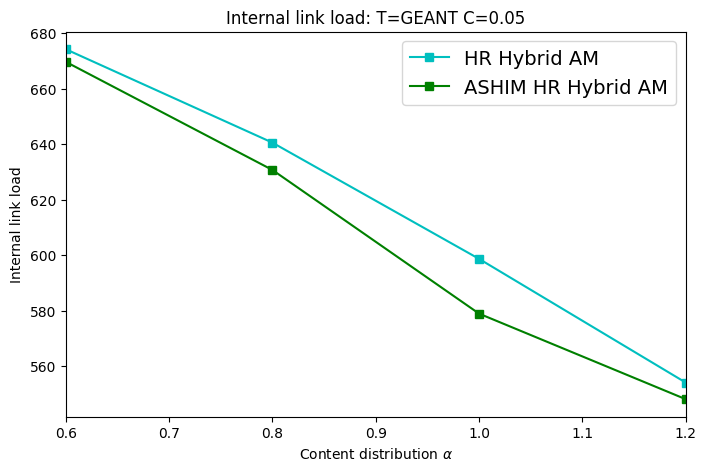 Internal link load: T=GEANT C=0.05
HR Hybrid AM
ASHIM HR Hybrid AM
Internal link load
680
660
640
620
600
580
560
0.6
0.7
0.8
0.9
1.0
1.1
1.2
Content distribution α